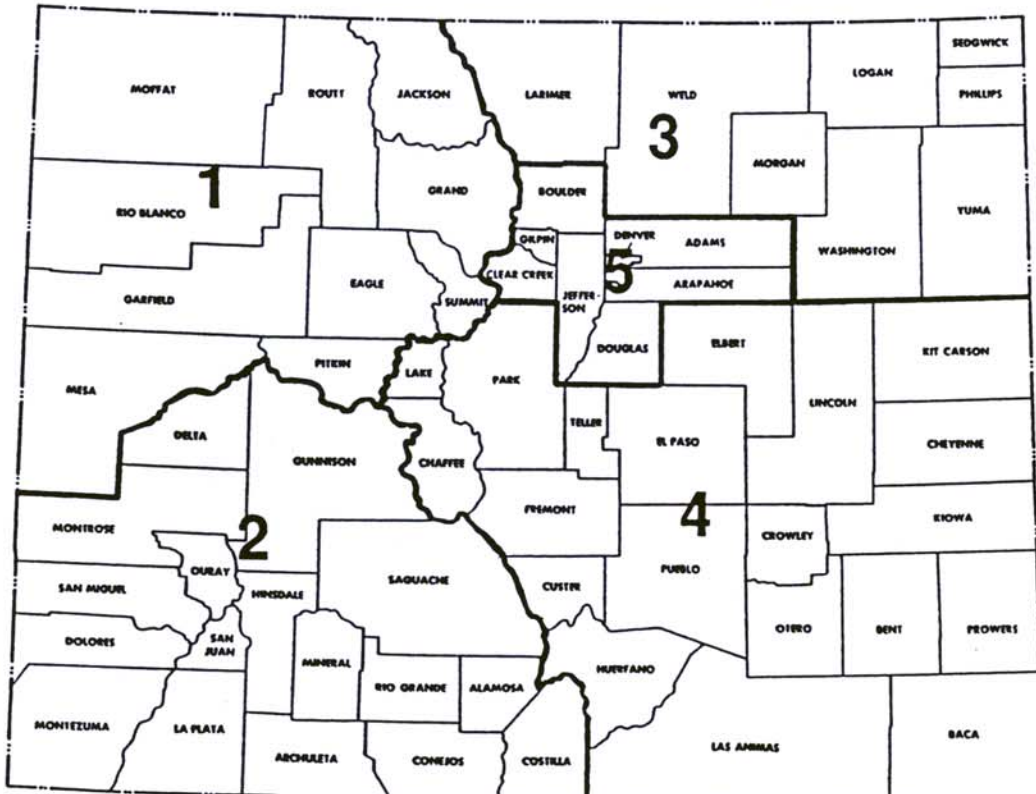 MOFFAT
ROUTT
JACKSON
LARIMER
WELD
LOGAN
SEDGWICK
PHILLIPS
3
MORGAN
1
RIO BLANCO
GRAND
BOULDER
YUMA
GILPIN
DENVER
ADAMS
WASHINGTON
5
CLEAR CREEK
EAGLE
ARAPAHOE
GARFIELD
SUMMIT
JEFFER-
SON
DOUGLAS
ELBERT
KIT CARSON
PITKIN
LAKE
PARK
MESA
LINCOLN
DELTA
TELLER
EL PASO
CHEYENNE
GUNNISON
CHAFFEE
FREMONT
4
KIOWA
MONTROSE
2
CROWLEY
OURAY
SAGUACHE
PUEBLO
SAN MIGUEL
HINSDALE
CUSTER
DOLORES
SAN
JUAN
OTERO
BENT
PROWERS
MINERAL
HUERFANO
RIO GRANDE
ALAMOSA
MONTEZUMA
LA PLATA
BACA
LAS ANIMAS
ARCHULETA
CONEJOS
COSTILLA